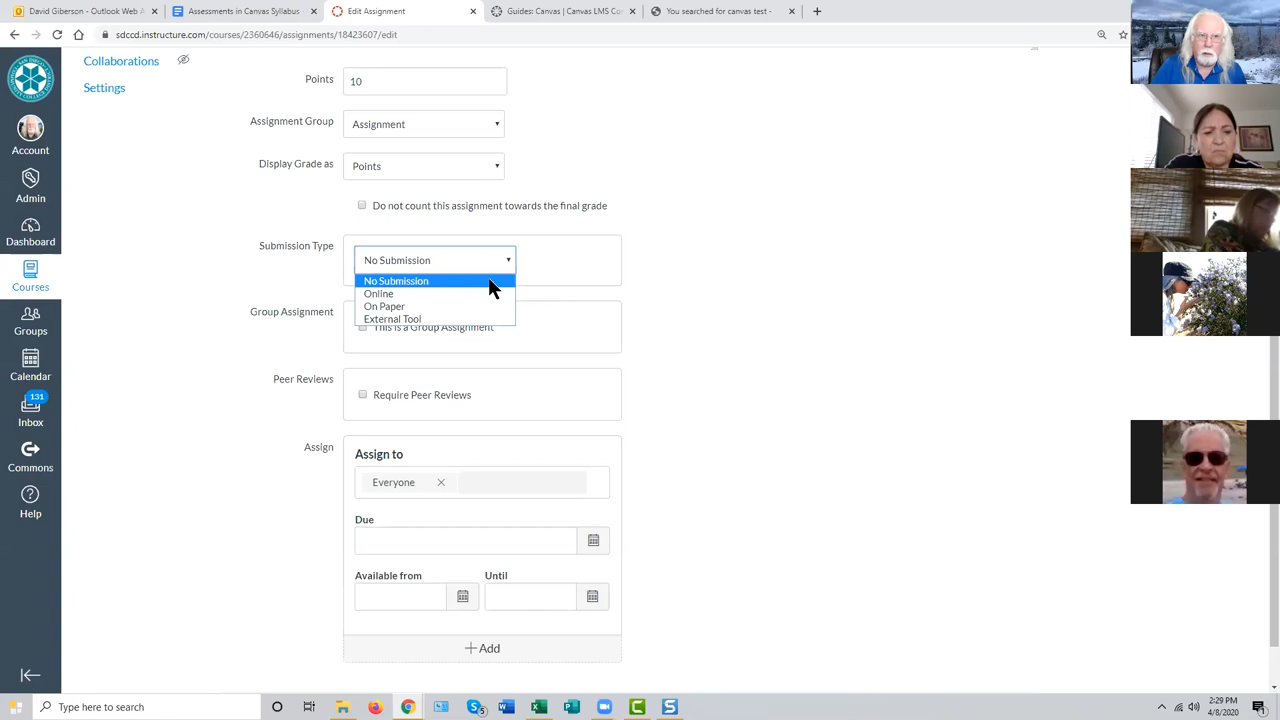 David Giberson - Outlook Web A
Assessments in Canvas Syllabus
Edit Assignment
Guides: Canvas | Canvas LMS Co
You searched for canvas test -
sdccd.instructure.com/courses/2360646/assignments/18423607/edit
Account
Admin
Dashboard
Courses
Groups
Calendar
131
Inbox
Commons
Help
Collaborations
Settings
Points
10
Assignment Group
Assignment
Display Grade as
Points
Do not count this assignment towards the final grade
Submission Type
No Submission
No Submission
Online
On Paper
External Tool
Group Assignment
This is a Group Assignment
Peer Reviews
Require Peer Reviews
Assign
Assign to
Everyone
Due
Available from
Until
Add
Type here to search
5
2:29 PM
4/8/2020
1